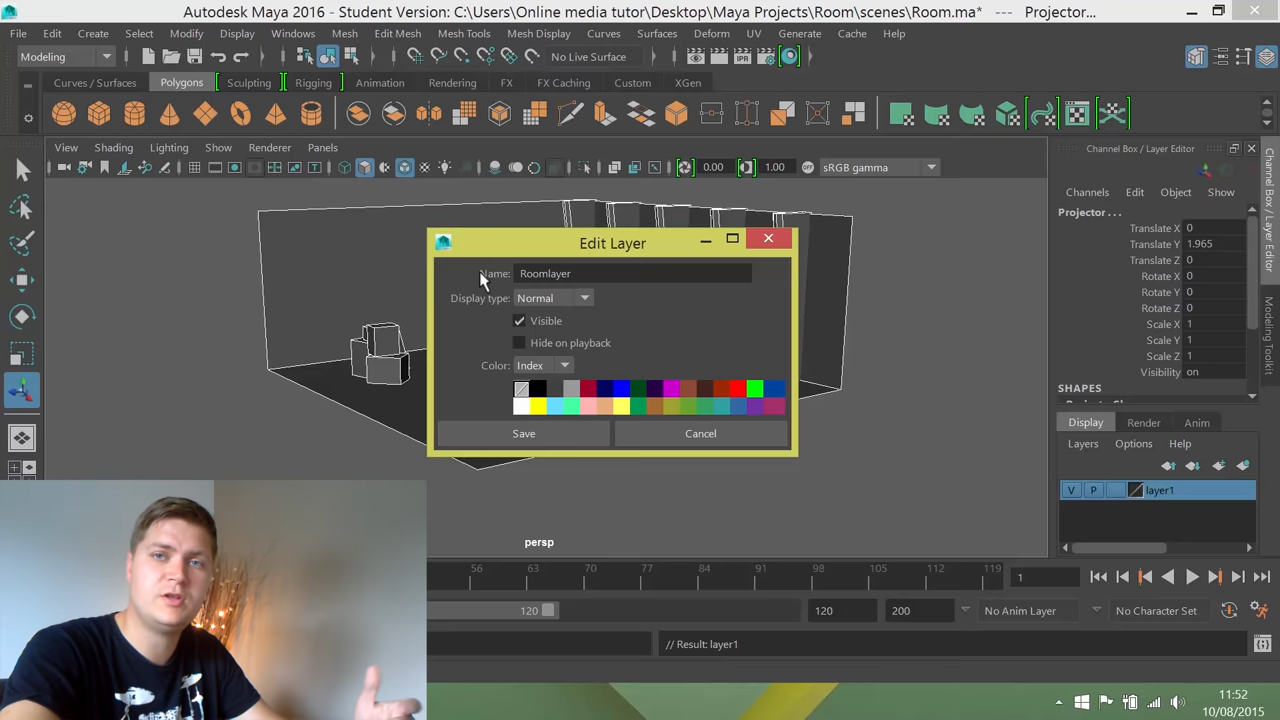 Autodesk Maya 2016 - Student Version: C:\Users\Online media tutor\Desktop\Maya Projects\Room\scenes\Room.ma* --- Projector...
File Edit Create Select Modify Display Windows Mesh Edit Mesh Mesh Tools Mesh Display Curves Surfaces Deform UV Generate Cache Help
Modeling No Live Surface
Curves / Surfaces Polygons Sculpting Rigging Animation Rendering FX FX Caching Custom XGen
IPR
View Shading Lighting Show Renderer Panels
0.00 1.00 sRGB gamma
Channel Box / Layer Editor
Channels Edit Object Show
Projector . . .
Translate X 0
Translate Y 1.965
Translate Z 0
Rotate X 0
Rotate Y 0
Rotate Z 0
Scale X 1
Scale Y 1
Scale Z 1
Visibility on
SHAPES
Display Render Anim
Layers Options Help
V P layer1
Channel Box / Layer Editor
Modeling Toolkit
Edit Layer
Name: Roomlayer
Display type: Normal
Visible
Hide on playback
Color: Index
Save Cancel
persp
56 63 70 77 84 91 98 105 112 119
1
120 120 200 No Anim Layer No Character Set
// Result: layer1
11:52
10/08/2015